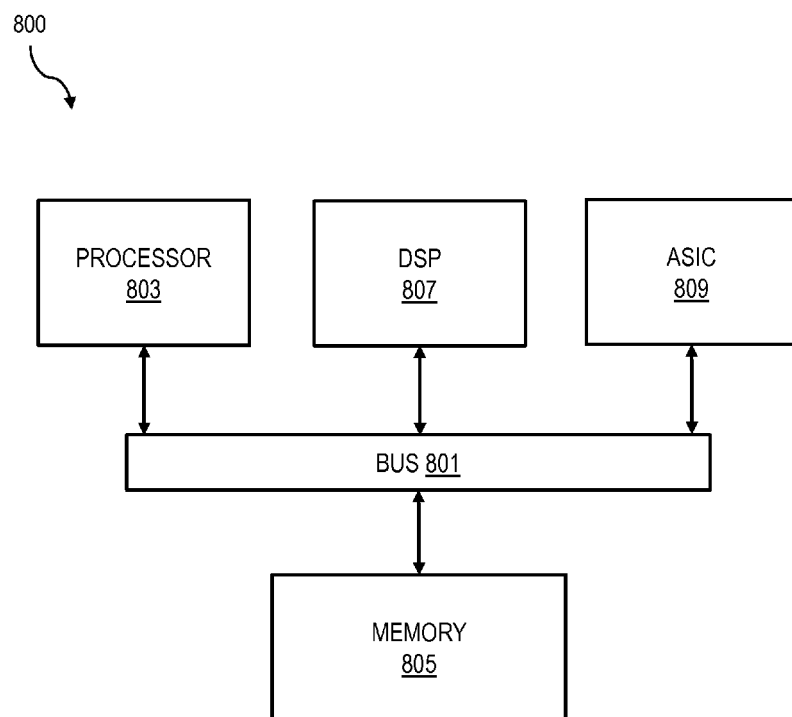 800
PROCESSOR
803
DSP
807
ASIC
809
BUS 801
MEMORY
805